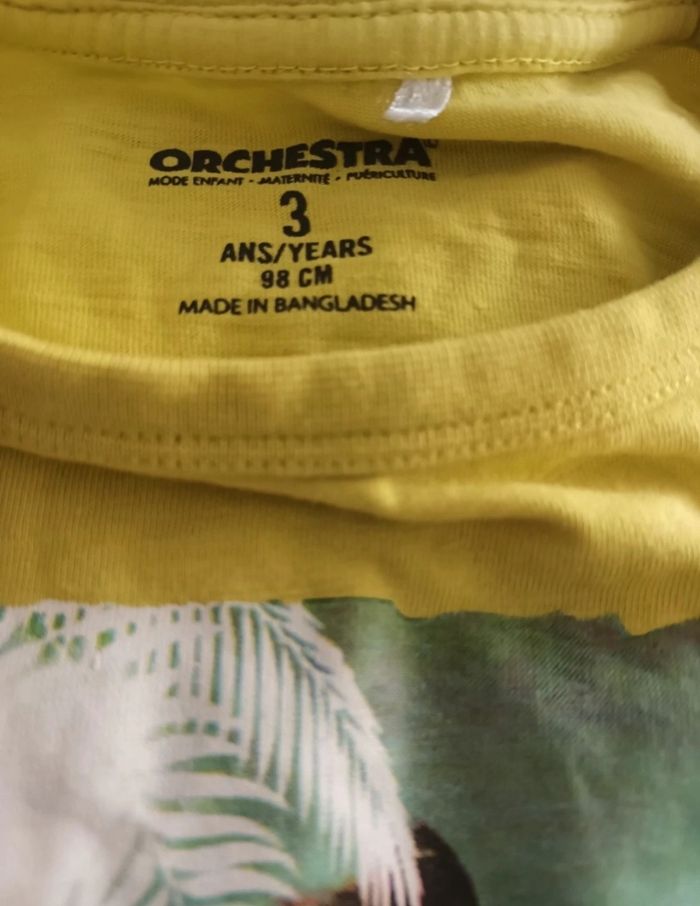 ORCHESTRA
MODE ENFANT - MATERNITÉ - PUÉRICULTURE
3
ANS/YEARS
98 CM
MADE IN BANGLADESH